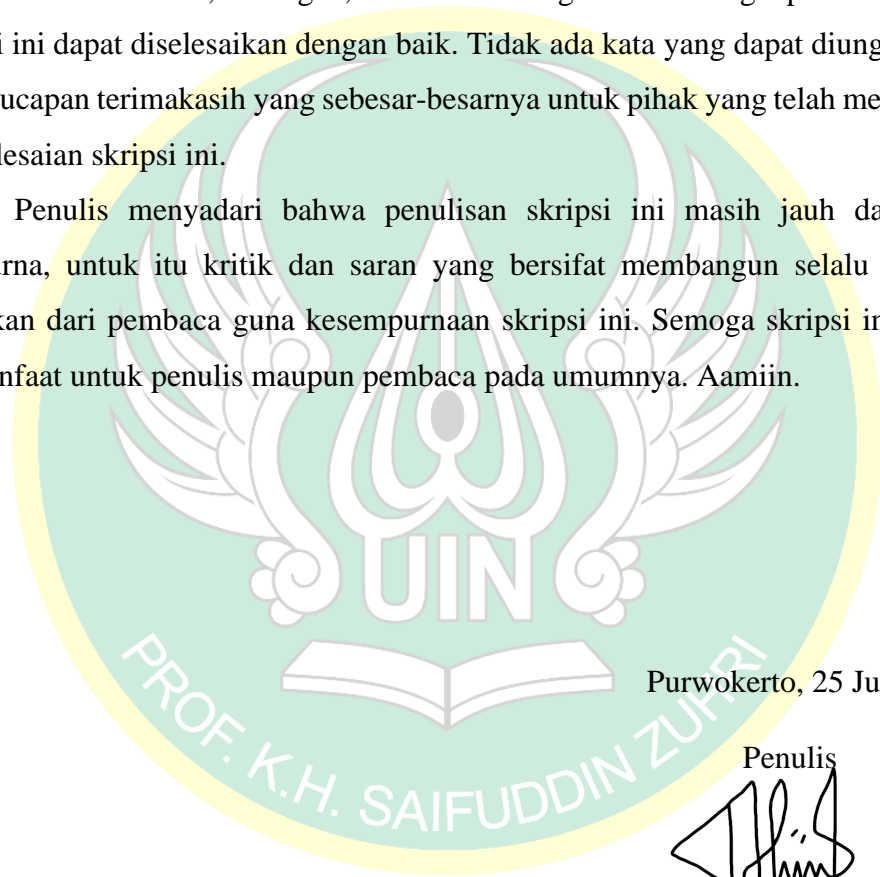 i ini dapat diselesaikan dengan baik. Tidak ada kata yang dapat diung
ucapan terimakasih yang sebesar-besarnya untuk pihak yang telah me
lesaian skripsi ini.
Penulis menyadari bahwa penulisan skripsi ini masih jauh da
urna, untuk itu kritik dan saran yang bersifat membangun selalu
kan dari pembaca guna kesempurnaan skripsi ini. Semoga skripsi in
nfaat untuk penulis maupun pembaca pada umumnya. Aamiin.
UIN
PROF. K.H. SAIFUDDIN ZUHRI
Purwokerto, 25 Ju
Penulis